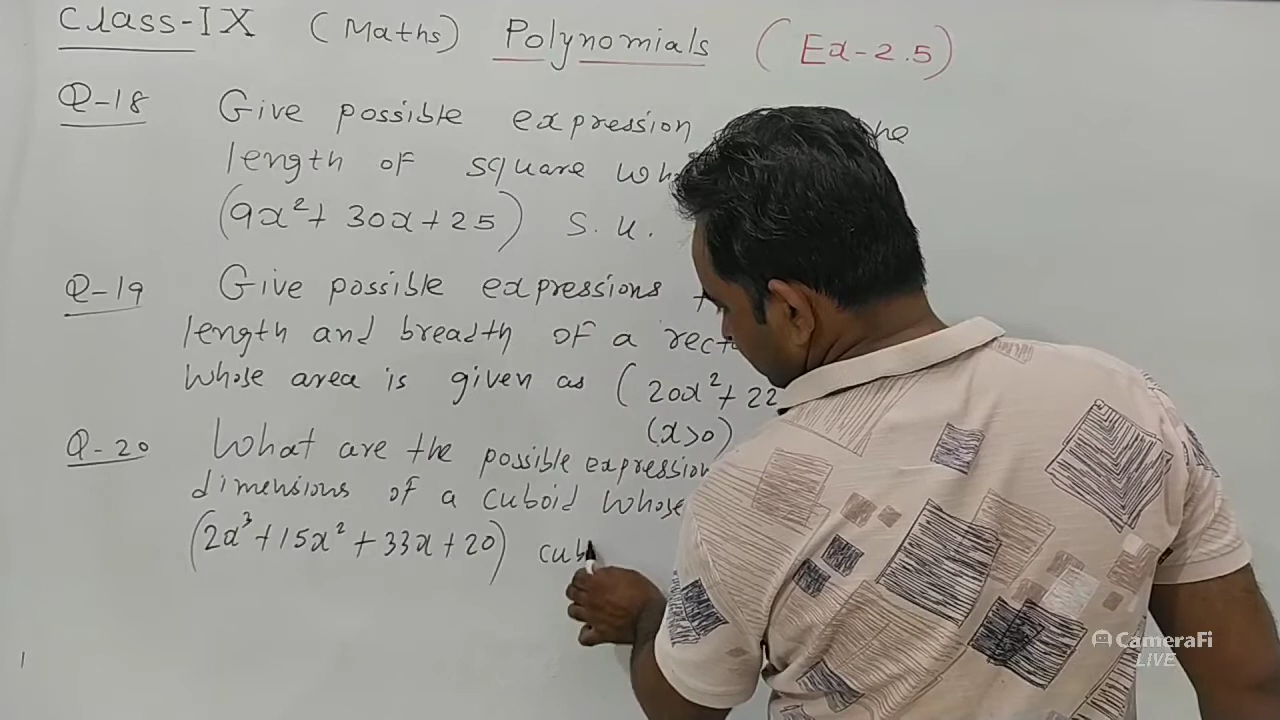 Class-IX (Maths) Polynomials (Ex-2.5)
Q-18 Give possible expression
length of square
(9x²+ 30x+25) S. U.
Q-19 Give possible expressions
length and breadth of a
whose area is given as (20x²+ 22
(x>0)
Q-20 What are the possible expression
dimensions of a cuboid whose
(2x³+15x²+33x+20) cub
CameraFi
LIVE